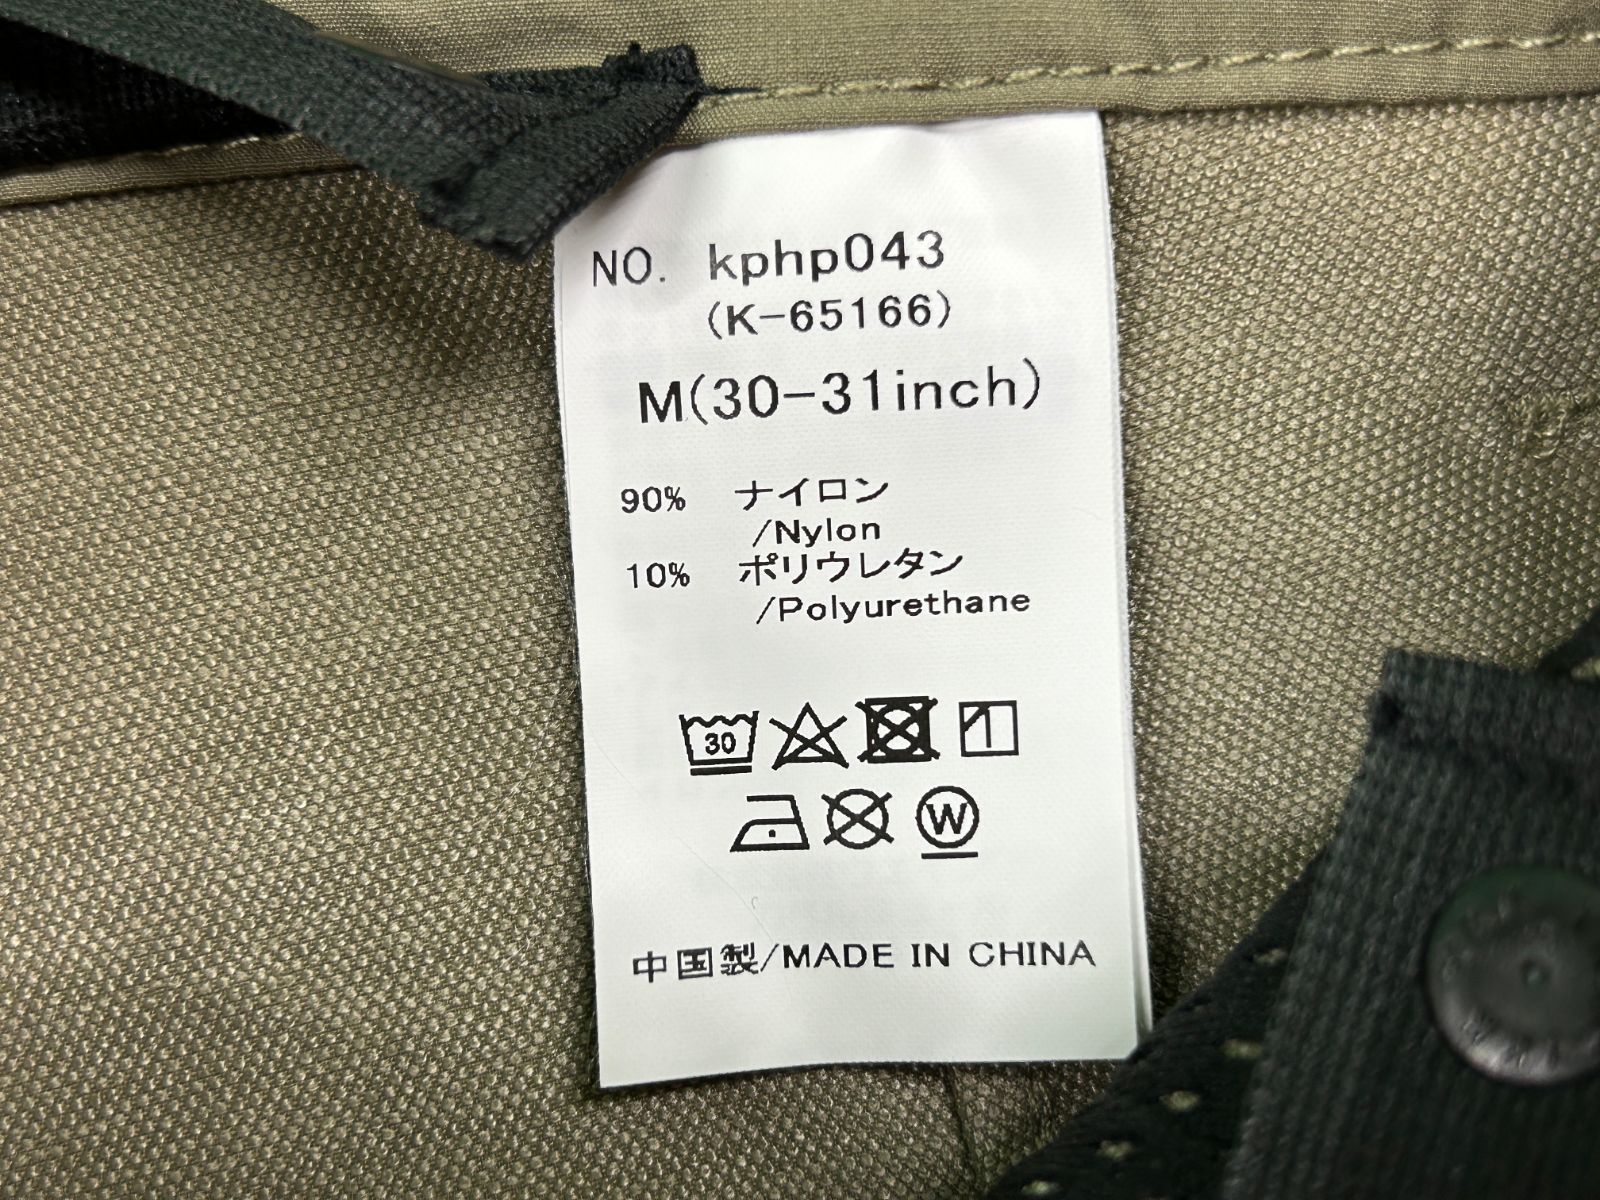 NO. kphp043
(K-65166)
M(30-31inch)
90% ナイロン
/Nylon
10% ポリウレタン
/Polyurethane
30
W
中国製/MADE IN CHINA